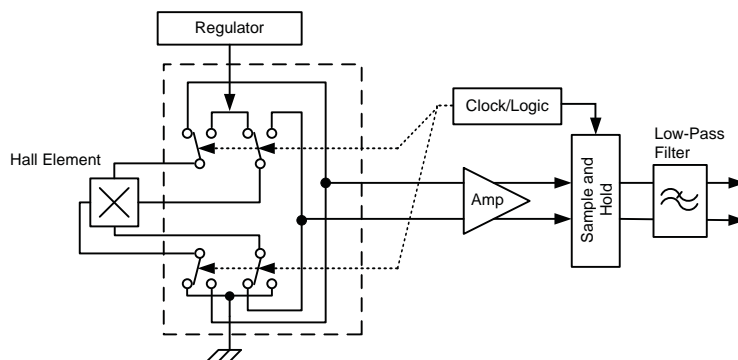 Regulator
Clock/Logic
Hall Element
Amp
Sample and
Hold
Low-Pass
Filter